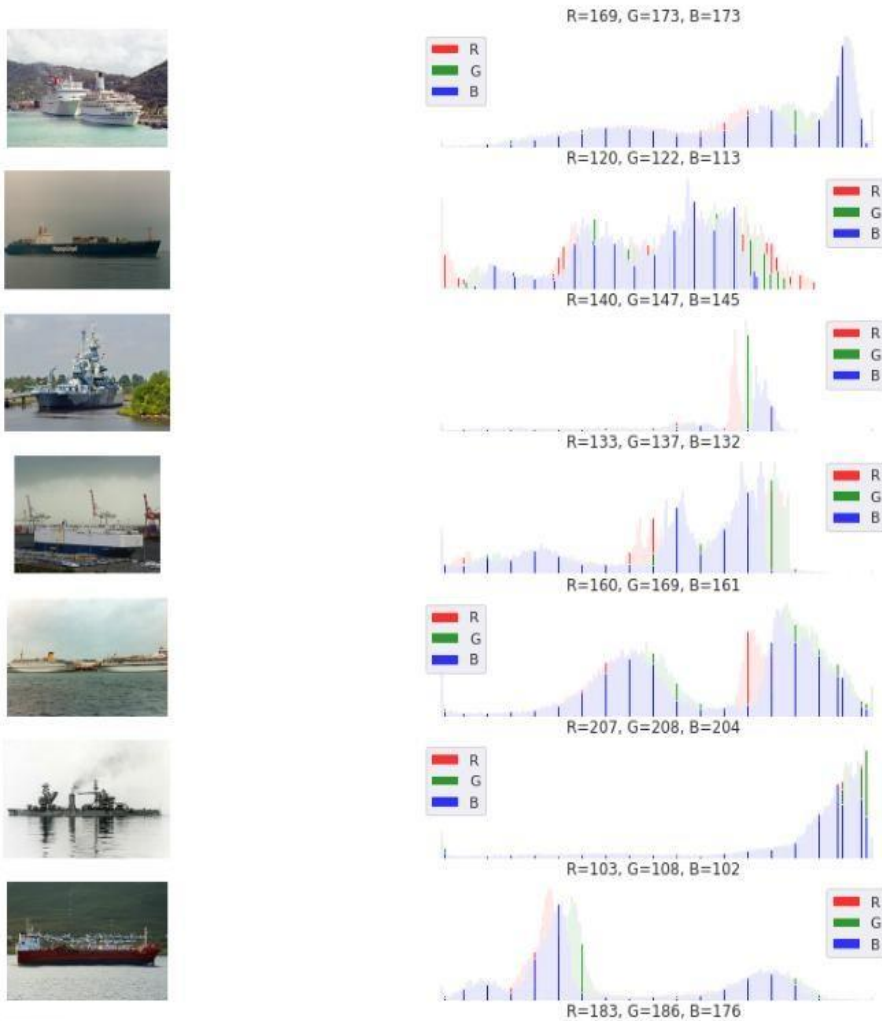 R=169, G=173, B=173
R
G
B
R=120, G=122, B=113
R
G
B
R=140, G=147, B=145
R
G
B
R=133, G=137, B=132
R
G
B
R=160, G=169, B=161
R
G
B
R=207, G=208, B=204
R
G
B
R=103, G=108, B=102
R
G
B
R=183, G=186, B=176